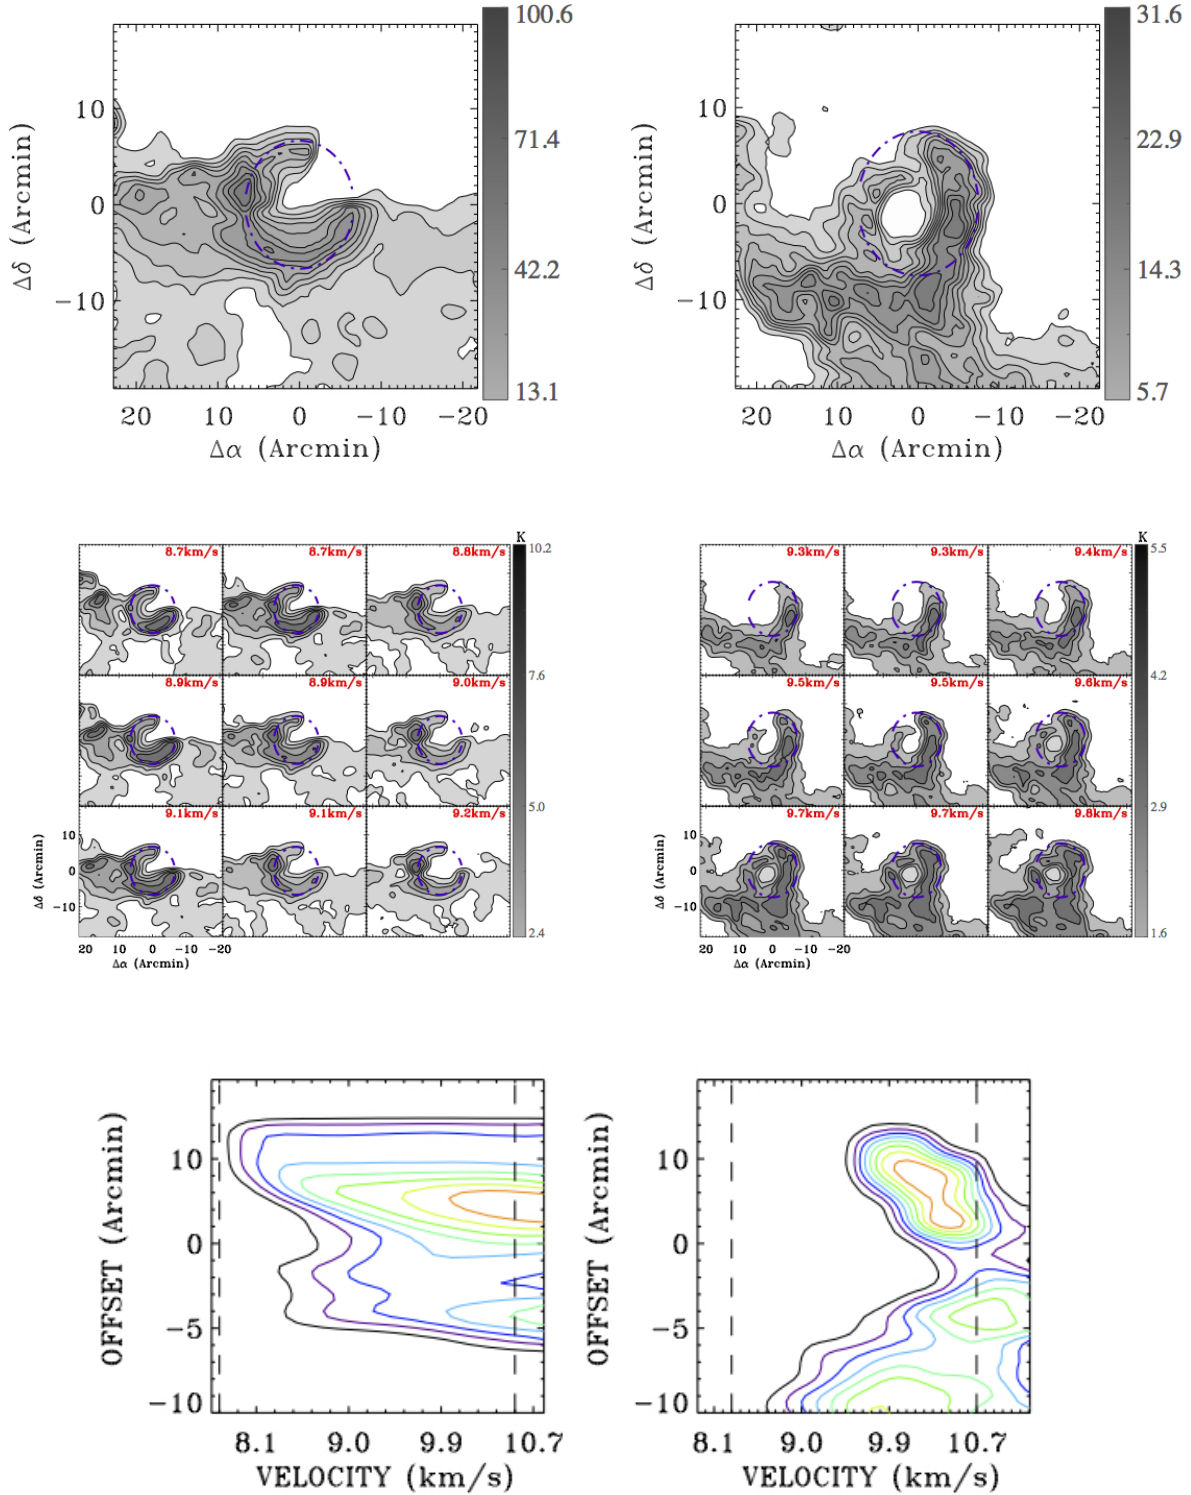 100.6
71.4
42.2
13.1
10
0
−10
Δδ (Arcmin)
20 10 0 −10 −20
Δα (Arcmin)
31.6
22.9
14.3
5.7
10
0
−10
Δδ (Arcmin)
20 10 0 −10 −20
Δα (Arcmin)
8.7km/s 8.7km/s 8.8km/s
8.9km/s 8.9km/s 9.0km/s
9.1km/s 9.1km/s 9.2km/s
K
10.2
7.6
5.0
2.4
10
0
−10
Δδ (Arcmin)
20 10 0 −10 −20
Δα (Arcmin)
9.3km/s 9.3km/s 9.4km/s
9.5km/s 9.5km/s 9.6km/s
9.7km/s 9.7km/s 9.8km/s
K
5.5
4.2
2.9
1.6
10
0
−10
Δδ (Arcmin)
20 10 0 −10 −20
Δα (Arcmin)
10
0
−5
−10
OFFSET (Arcmin)
8.1 9.0 9.9 10.7
VELOCITY (km/s)
10
0
−5
−10
OFFSET (Arcmin)
8.1 9.0 9.9 10.7
VELOCITY (km/s)